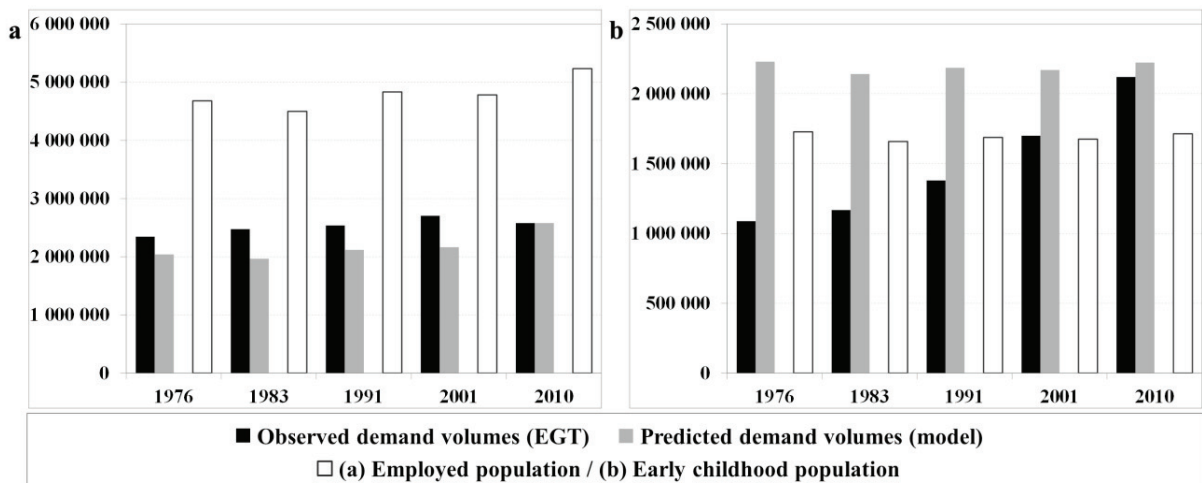 a
6 000 000
5 000 000
4 000 000
3 000 000
2 000 000
1 000 000
0
1976 1983 1991 2001 2010
b
2 500 000
2 000 000
1 500 000
1 000 000
500 000
0
1976 1983 1991 2001 2010
Observed demand volumes (EGT) Predicted demand volumes (model)
(a) Employed population / (b) Early childhood population